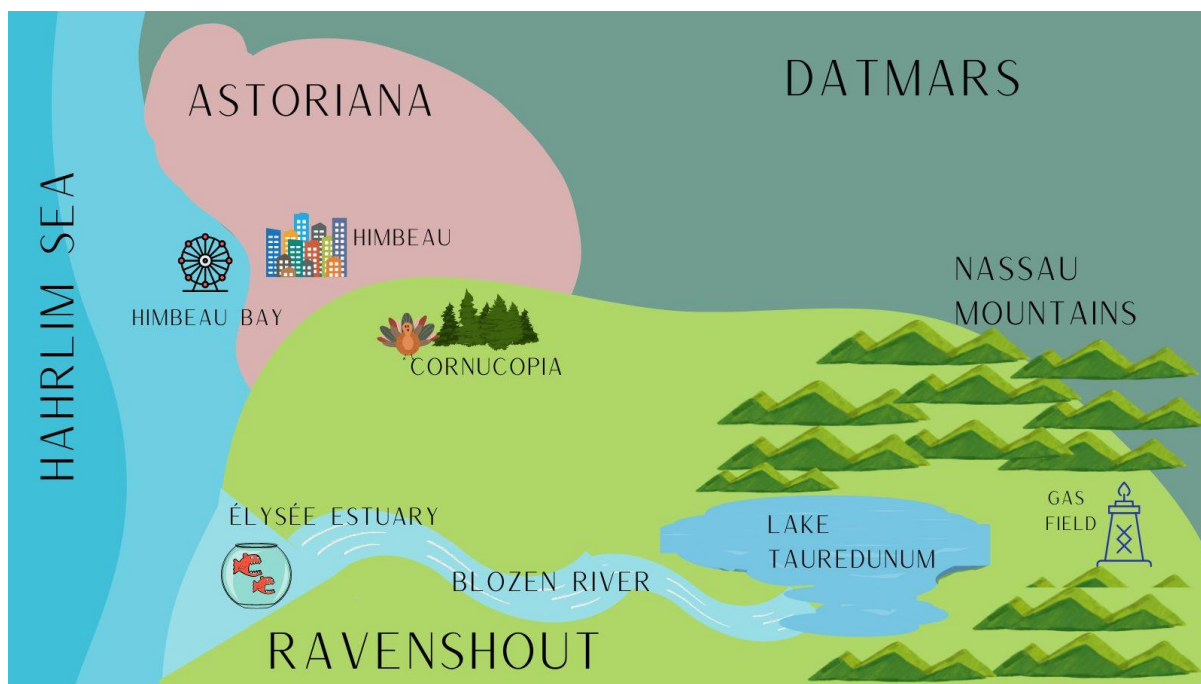 ASTORIANA
DATMARS
HAHRLIM SEA
HIMBEAU
HIMBEAU BAY
NASSAU
MOUNTAINS
CORNUCOPIA
ÉLYSÉE ESTUARY
GAS
FIELD
LAKE
TAUREDUNUM
BLOZEN RIVER
RAVENSHOUT